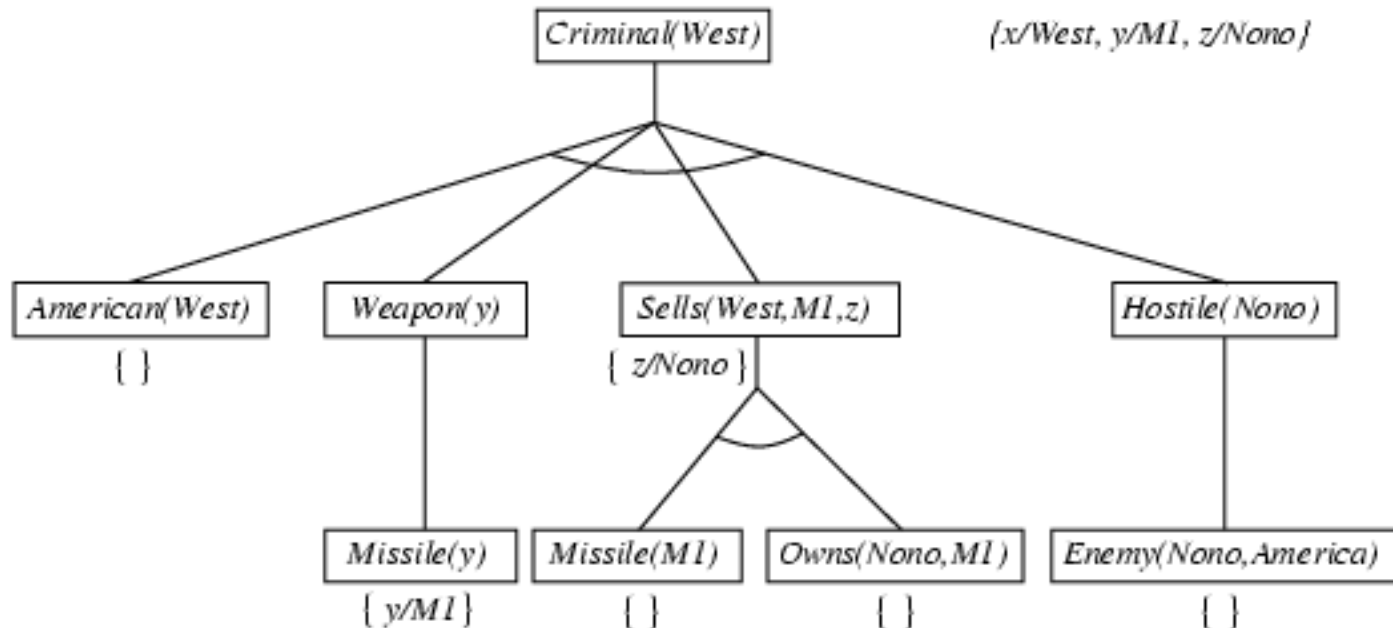 Criminal(West)
{x/West, y/M1, z/Nono}
American(West)
Weapon(y)
Sells(West,M1,z)
Hostile(Nono)
{ }
{ z/Nono }
Missile(y)
Missile(M1)
Owns(Nono,M1)
Enemy(Nono,America)
{ y/M1 }
{ }
{ }
{ }